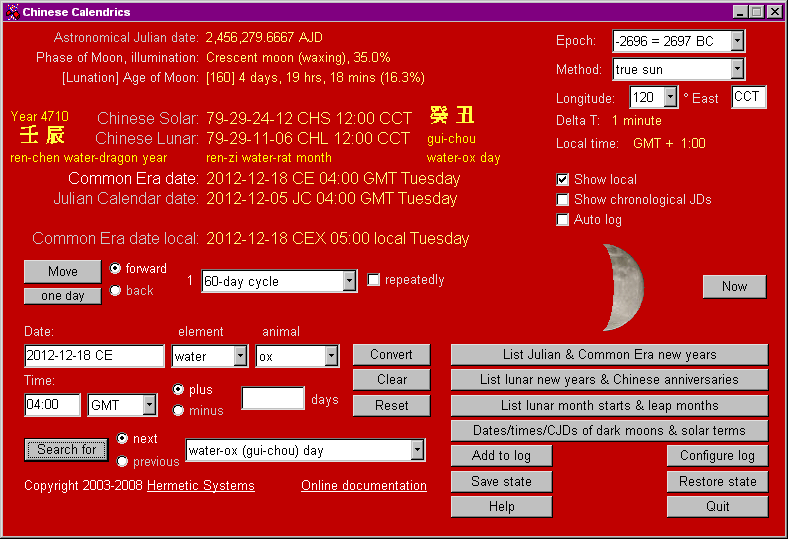 Chinese Calendrics
Astronomical Julian date: 2,456,279.6667 AJD
Phase of Moon, illumination: Crescent moon (waxing), 35.0%
[Lunation] Age of Moon: [160] 4 days, 19 hrs, 18 mins (16.3%)
Epoch: -2696 = 2697 BC
Method: true sun
Longitude: 120 ° East CCT
Delta T: 1 minute
Local time: GMT + 1:00
Year 4710 Chinese Solar: 79-29-24-12 CHS 12:00 CCT 癸 丑
壬 辰 Chinese Lunar: 79-29-11-06 CHL 12:00 CCT gui-chou
ren-chen water-dragon year ren-zi water-rat month water-ox day
Common Era date: 2012-12-18 CE 04:00 GMT Tuesday
Julian Calendar date: 2012-12-05 JC 04:00 GMT Tuesday
Common Era date local: 2012-12-18 CEX 05:00 local Tuesday
Show local
Show chronological JDs
Auto log
Move forward
one day back
1 60-day cycle repeatedly
Now
Date: element animal
2012-12-18 CE water ox Convert
Time: Clear
04:00 GMT plus minus days Reset
Search for next previous water-ox (gui-chou) day
Copyright 2003-2008 Hermetic Systems Online documentation
List Julian & Common Era new years
List lunar new years & Chinese anniversaries
List lunar month starts & leap months
Dates/times/CJDs of dark moons & solar terms
Add to log Configure log
Save state Restore state
Help Quit